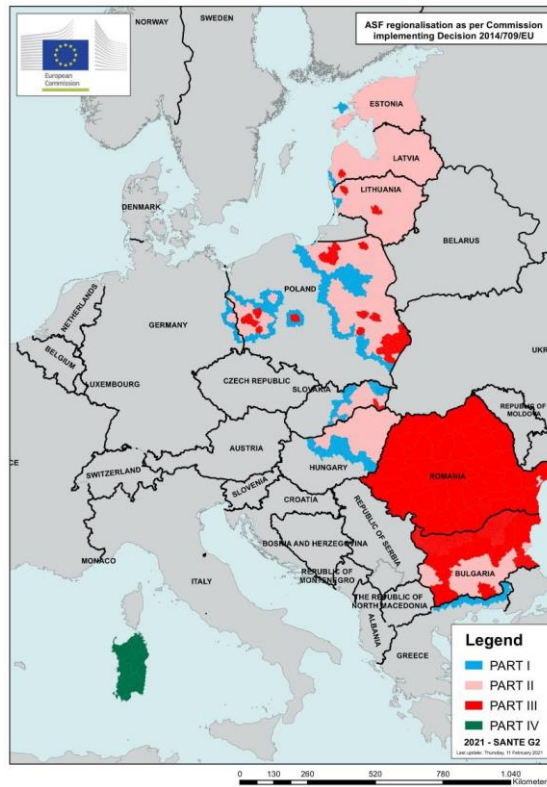 ASF regionalisation as per Commission
implementing Decision 2014/709/EU
European
Commission
NORWAY
SWEDEN
ESTONIA
LATVIA
LITHUANIA
DENMARK
BELARUS
NETHERLANDS
POLAND
GERMANY
BELGIUM
LUXEMBOURG
CZECH REPUBLIC
UKR
SLOVAKIA
REPUBLIC OF
MOLDOVA
AUSTRIA
HUNGARY
CE
SWITZERLAND
SLOVENIA
ROMANIA
CROATIA
REPUBLIC OF SERBIA
BOSNIA AND HERZEGOVINA
MONACO
ITALY
REPUBLIC OF
MONTENEGRO
BULGARIA
THE REPUBLIC OF
NORTH MACEDONIA
ALBANIA
GREECE
Legend
PART I
PART II
PART III
PART IV
2021 - SANTE G2
Last update: Thursday, 11 February 2021
0 130 260 520 780 1.040
Kilometer